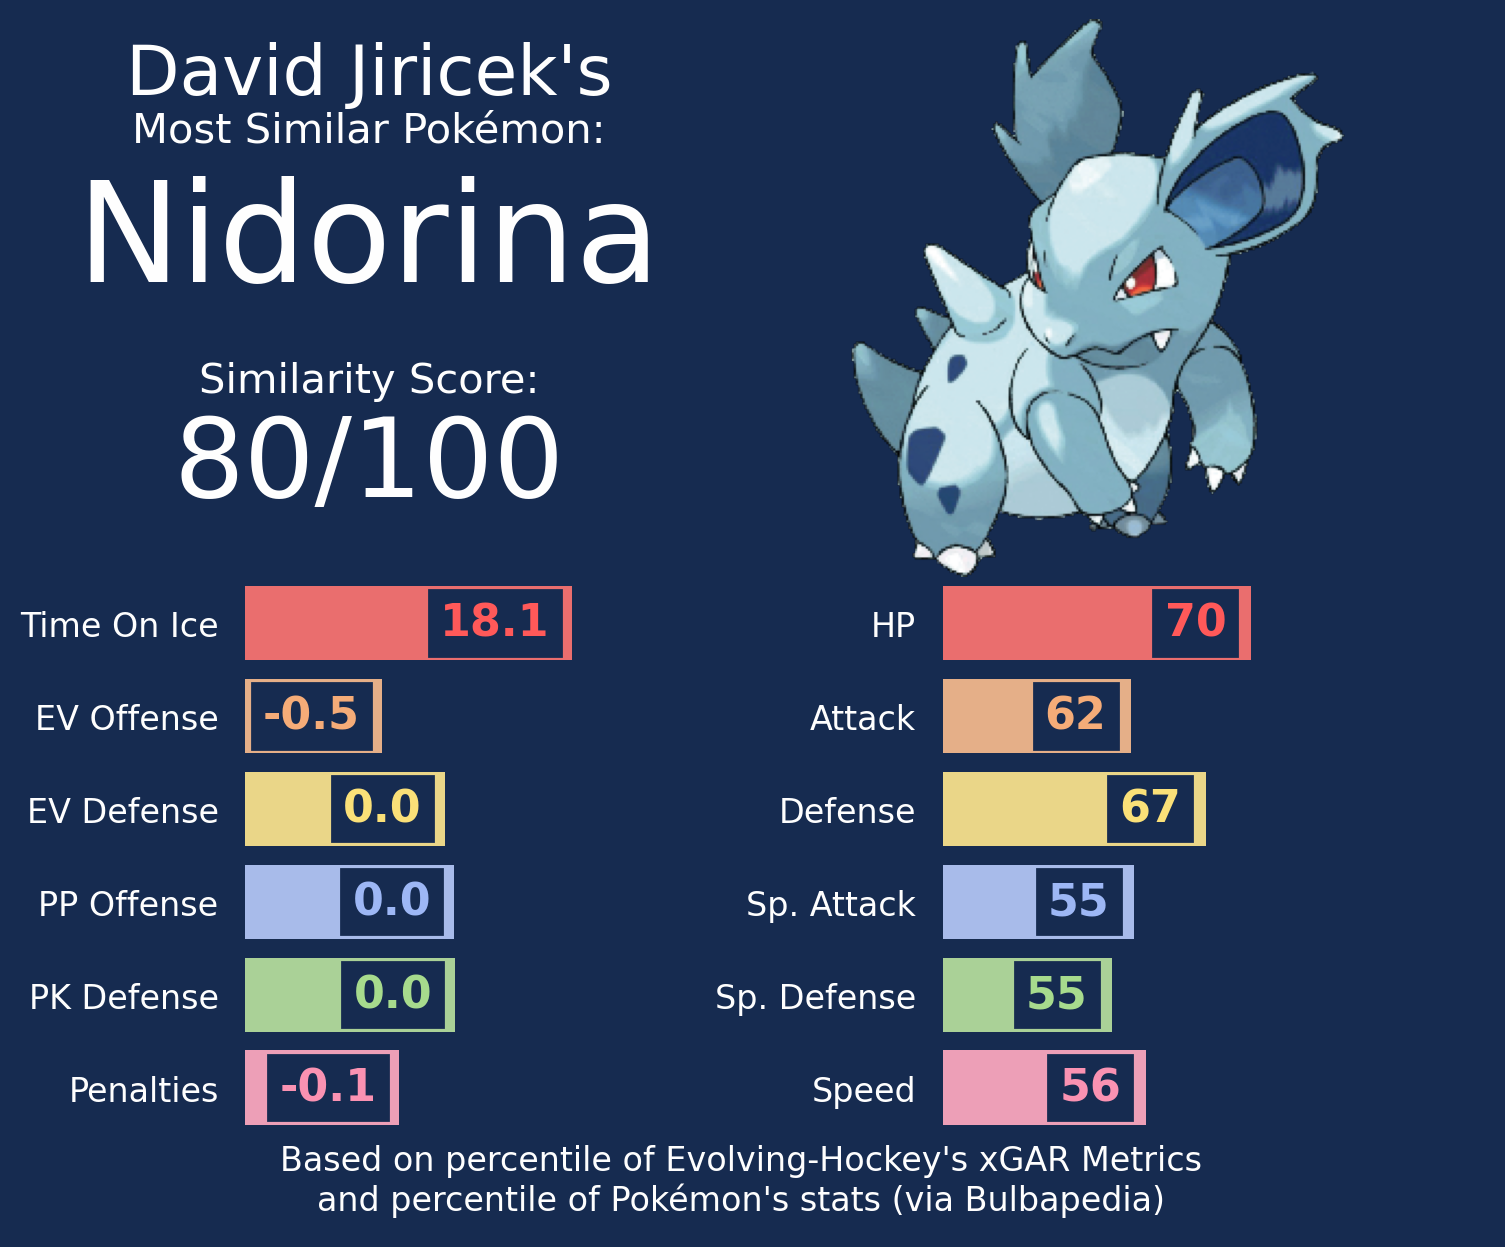 David Jiricek's
Most Similar Pokémon:
Nidorina
Similarity Score:
80/100
Time On Ice 18.1
EV Offense -0.5
EV Defense 0.0
PP Offense 0.0
PK Defense 0.0
Penalties -0.1
HP 70
Attack 62
Defense 67
Sp. Attack 55
Sp. Defense 55
Speed 56
Based on percentile of Evolving-Hockey's xGAR Metrics
and percentile of Pokémon's stats (via Bulbapedia)